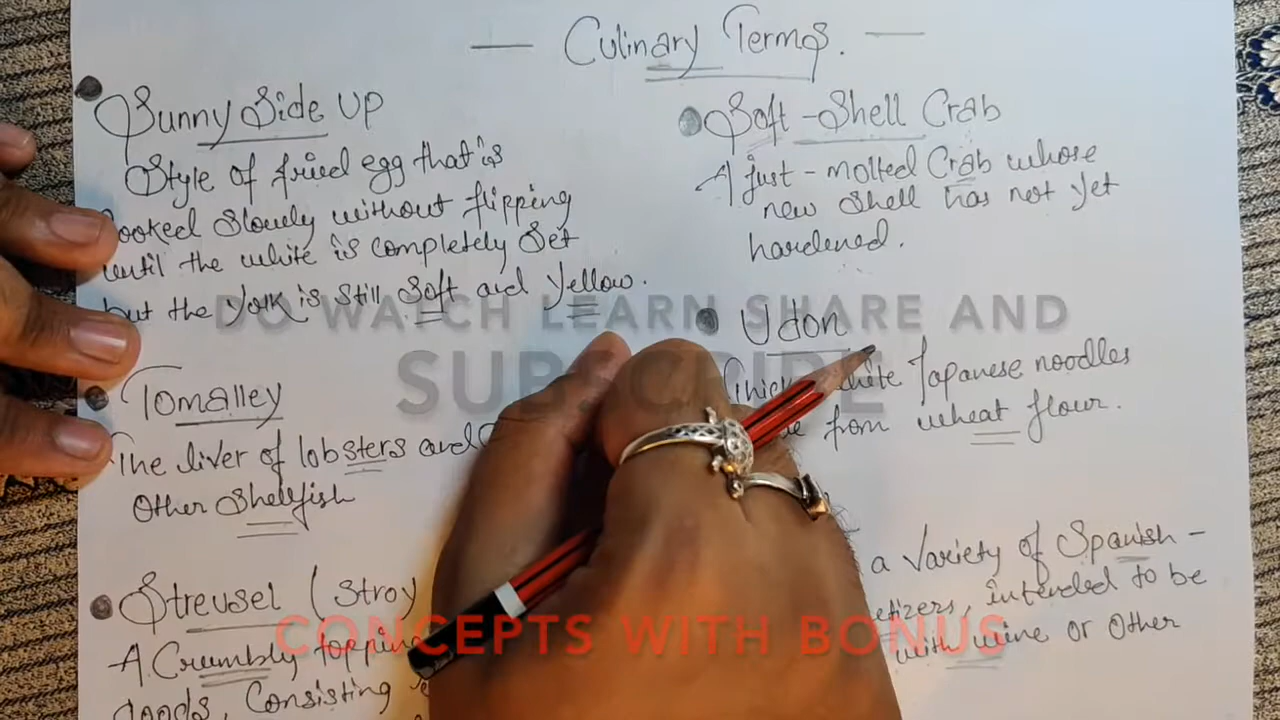 Culinary Terms.
Sunny Side UP
Style of fried egg that is
cooked slowly without flipping
until the white is completely Set
but the Yolk is still Soft and Yellow.
Tomalley
The liver of lobsters and
Other Shellfish
Streusel (Stroy
A Crumbly topping
goods, Consisting
Soft-Shell Crab
A just-molted Crab whose
new Shell has not yet
hardened.
Udon
Thick white Japanese noodles
from wheat flour.
a Variety of Spanish-
intended to be
with wine or Other
DO WATCH LEARN SHARE AND
SUBSCRIBE
CONCEPTS WITH BONUS